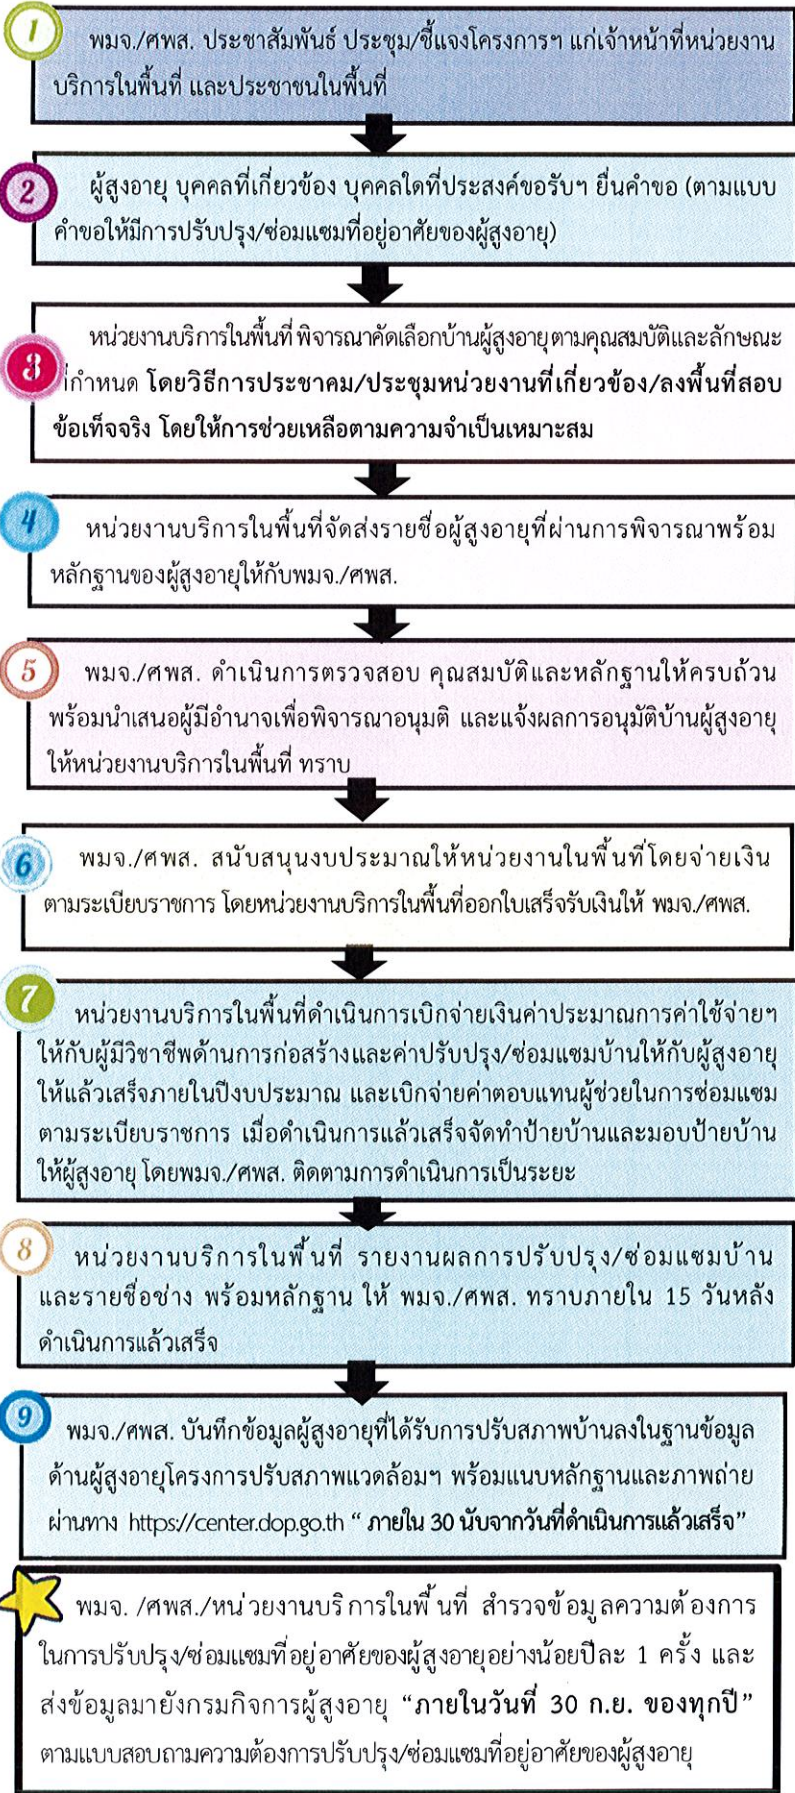 1
พมจ./ศพส. ประชาสัมพันธ์ ประชุม/ชี้แจงโครงการฯ แก่เจ้าหน้าที่หน่วยงาน
บริการในพื้นที่ และประชาชนในพื้นที่
2
ผู้สูงอายุ บุคคลที่เกี่ยวข้อง บุคคลใดที่ประสงค์ขอรับฯ ยื่นคำขอ (ตามแบบ
คำขอให้มีการปรับปรุง/ซ่อมแซมที่อยู่อาศัยของผู้สูงอายุ)
3
หน่วยงานบริการในพื้นที่ พิจารณาคัดเลือกบ้านผู้สูงอายุตามคุณสมบัติและลักษณะ
ที่กำหนด โดยวิธีการประชาคม/ประชุมหน่วยงานที่เกี่ยวข้อง/ลงพื้นที่สอบ
ข้อเท็จจริง โดยให้การช่วยเหลือตามความจำเป็นเหมาะสม
4
หน่วยงานบริการในพื้นที่จัดส่งรายชื่อผู้สูงอายุที่ผ่านการพิจารณาพร้อม
หลักฐานของผู้สูงอายุให้กับพมจ./ศพส.
5
พมจ./ศพส. ดำเนินการตรวจสอบ คุณสมบัติและหลักฐานให้ครบถ้วน
พร้อมนำเสนอผู้มีอำนาจเพื่อพิจารณาอนุมติ และแจ้งผลการอนุมัติบ้านผู้สูงอายุ
ให้หน่วยงานบริการในพื้นที่ ทราบ
6
พมจ./ศพส. สนับสนุนงบประมาณให้หน่วยงานในพื้นที่โดยจ่ายเงิน
ตามระเบียบราชการ โดยหน่วยงานบริการในพื้นที่ออกใบเสร็จรับเงินให้ พมจ./ศพส.
7
หน่วยงานบริการในพื้นที่ดำเนินการเบิกจ่ายเงินค่าประมาณการค่าใช้จ่ายฯ
ให้กับผู้มีวิชาชีพด้านการก่อสร้างและค่าปรับปรุง/ซ่อมแซมบ้านให้กับผู้สูงอายุ
ให้แล้วเสร็จภายในปีงบประมาณ และเบิกจ่ายค่าตอบแทนผู้ช่วยในการซ่อมแซม
ตามระเบียบราชการ เมื่อดำเนินการแล้วเสร็จจัดทำป้ายบ้านและมอบป้ายบ้าน
ให้ผู้สูงอายุ โดยพมจ./ศพส. ติดตามการดำเนินการเป็นระยะ
8
หน่วยงานบริการในพื้นที่ รายงานผลการปรับปรุง/ซ่อมแซมบ้าน
และรายชื่อช่าง พร้อมหลักฐาน ให้ พมจ./ศพส. ทราบภายใน 15 วันหลัง
ดำเนินการแล้วเสร็จ
9
พมจ./ศพส. บันทึกข้อมูลผู้สูงอายุที่ได้รับการปรับสภาพบ้านลงในฐานข้อมูล
ด้านผู้สูงอายุโครงการปรับสภาพแวดล้อมฯ พร้อมแนบหลักฐานและภาพถ่าย
ผ่านทาง https://center.dop.go.th “ ภายใน 30 นับจากวันที่ดำเนินการแล้วเสร็จ”
พมจ. /ศพส./หน่วยงานบริการในพื้นที่ สำรวจข้อมูลความต้องการ
ในการปรับปรุง/ซ่อมแซมที่อยู่อาศัยของผู้สูงอายุอย่างน้อยปีละ 1 ครั้ง และ
ส่งข้อมูลมายังกรมกิจการผู้สูงอายุ “ภายในวันที่ 30 ก.ย. ของทุกปี”
ตามแบบสอบถามความต้องการปรับปรุง/ซ่อมแซมที่อยู่อาศัยของผู้สูงอายุ